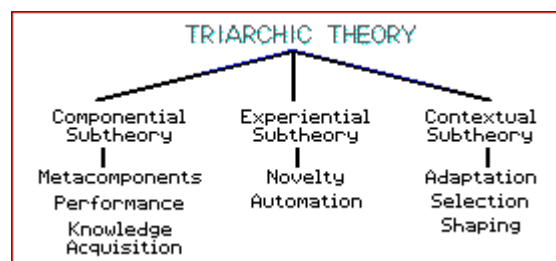 TRIARCHIC THEORY
Componential
Subtheory
Metacomponents
Performance
Knowledge
Acquisition
Experiential
Subtheory
Novelty
Automation
Contextual
Subtheory
Adaptation
Selection
Shaping